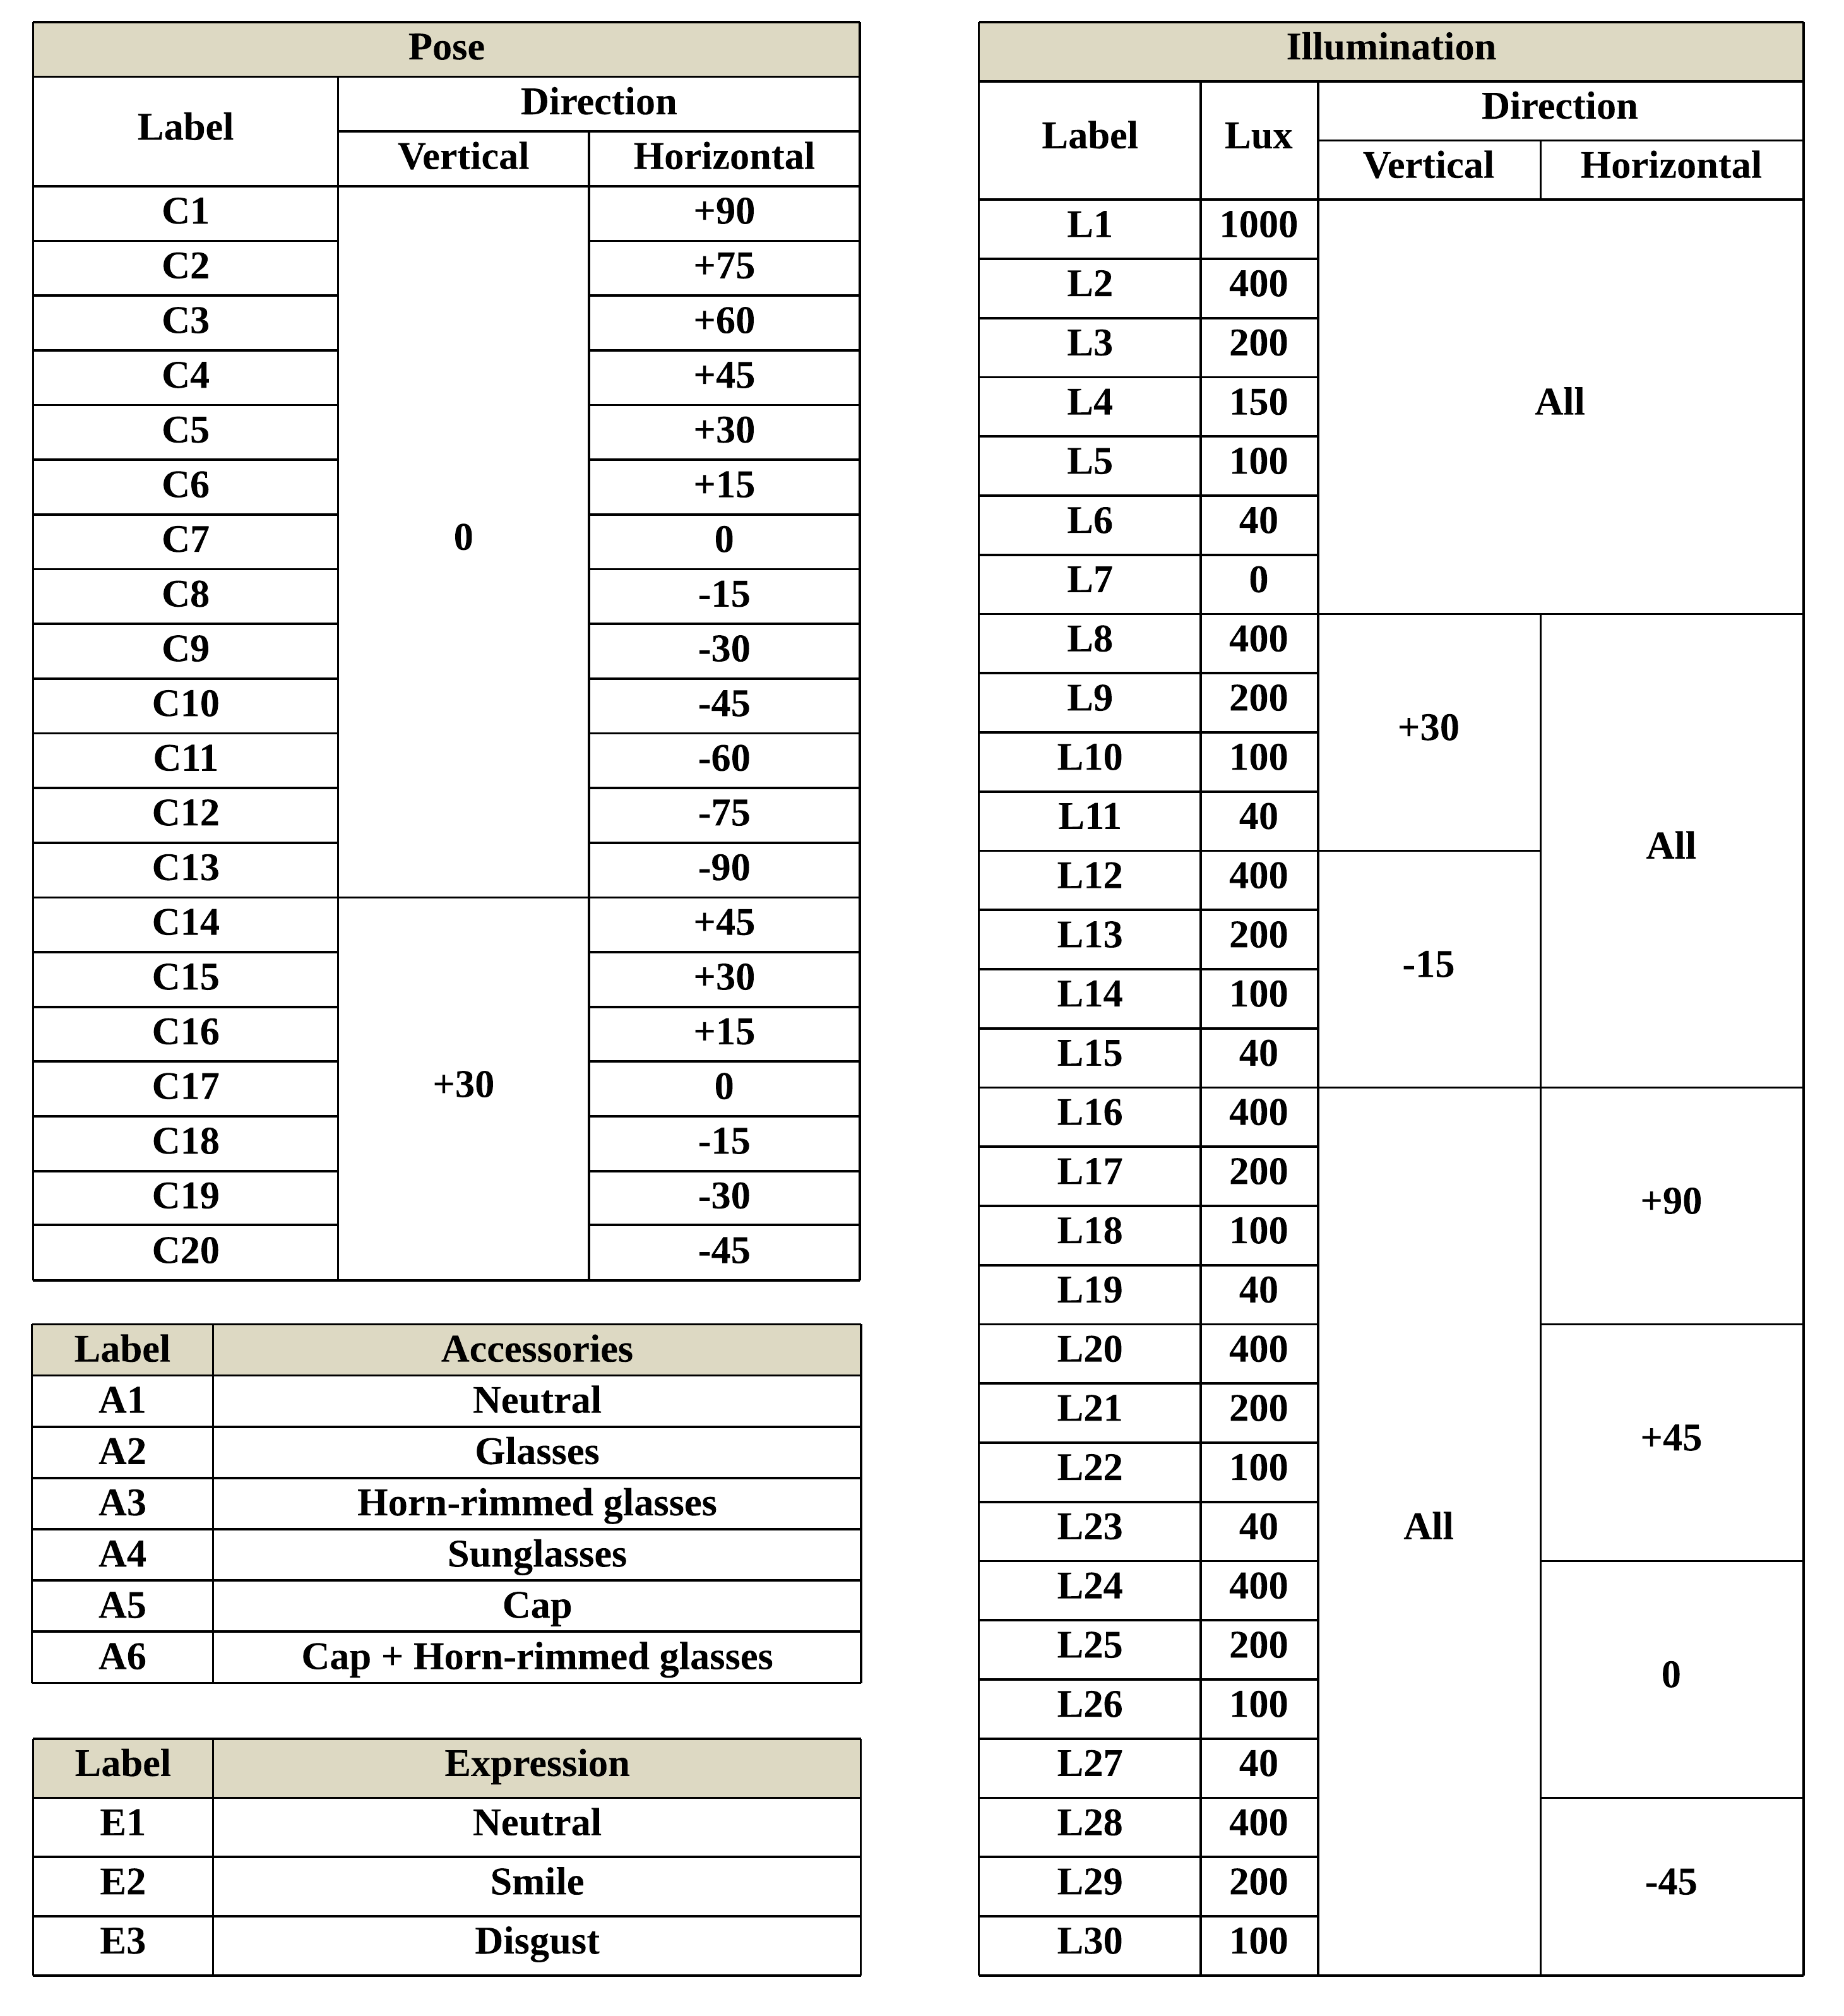 Pose
Label Direction
Vertical Horizontal
C1 0 +90
C2 +75
C3 +60
C4 +45
C5 +30
C6 +15
C7 0
C8 -15
C9 -30
C10 -45
C11 -60
C12 -75
C13 -90
C14 +30 +45
C15 +30
C16 +15
C17 0
C18 -15
C19 -30
C20 -45
Label Accessories
A1 Neutral
A2 Glasses
A3 Horn-rimmed glasses
A4 Sunglasses
A5 Cap
A6 Cap + Horn-rimmed glasses
Label Expression
E1 Neutral
E2 Smile
E3 Disgust
Illumination
Label Lux Direction
Vertical Horizontal
L1 1000 All
L2 400
L3 200
L4 150
L5 100
L6 40
L7 0
L8 400 +30 All
L9 200
L10 100
L11 40
L12 400 -15
L13 200
L14 100
L15 40
L16 400 All +90
L17 200
L18 100
L19 40
L20 400 +45
L21 200
L22 100
L23 40
L24 400 0
L25 200
L26 100
L27 40
L28 400 -45
L29 200
L30 100